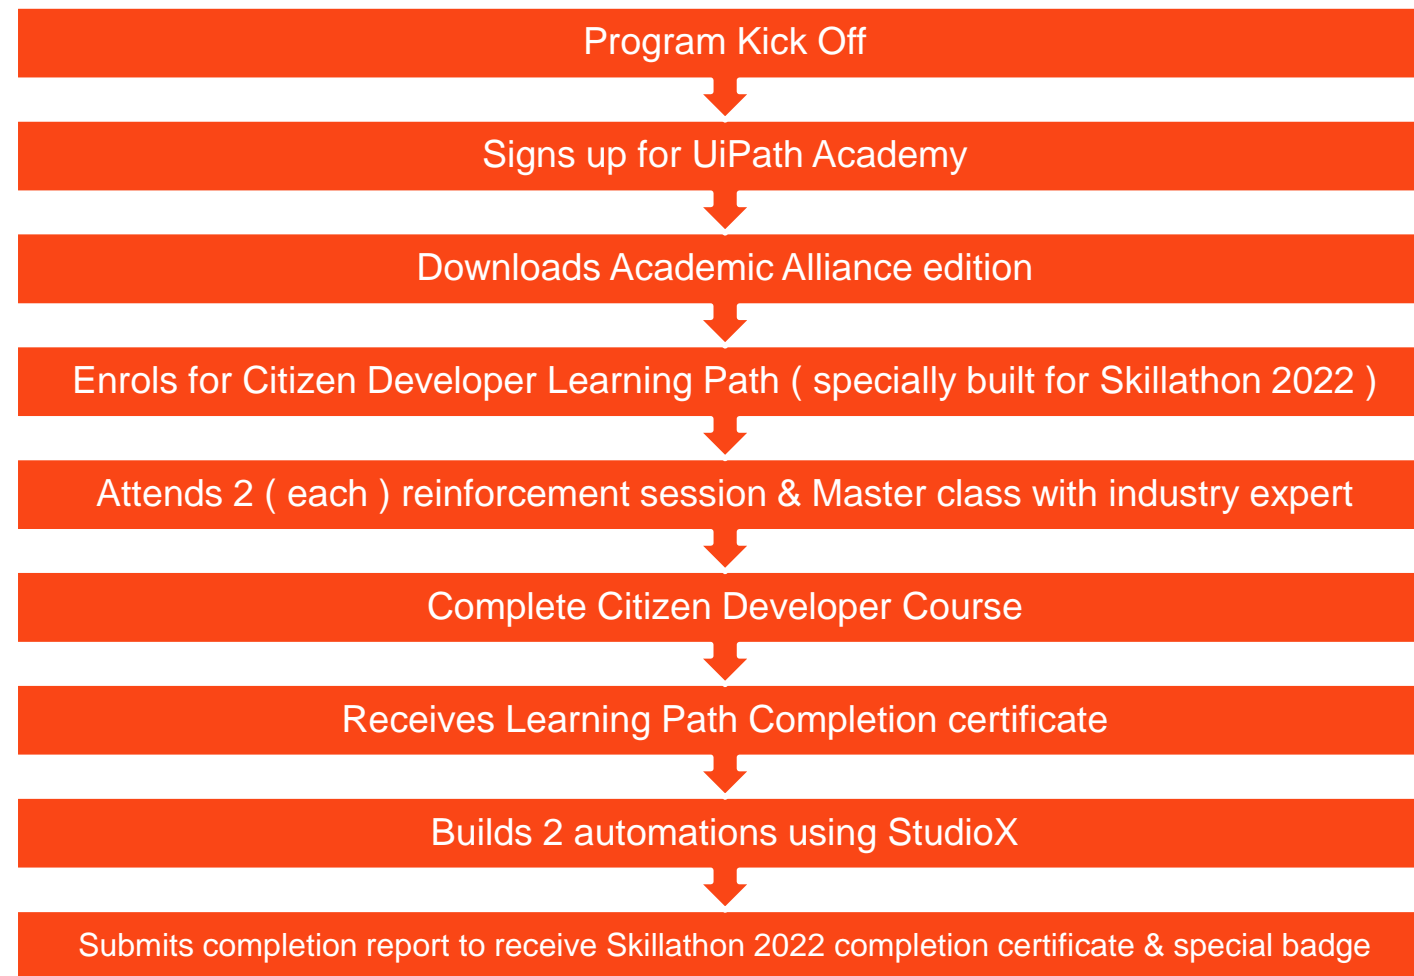 Program Kick Off
Signs up for UiPath Academy
Downloads Academic Alliance edition
Enrols for Citizen Developer Learning Path ( specially built for Skillathon 2022 )
Attends 2 ( each ) reinforcement session & Master class with industry expert
Complete Citizen Developer Course
Receives Learning Path Completion certificate
Builds 2 automations using StudioX
Submits completion report to receive Skillathon 2022 completion certificate & special badge